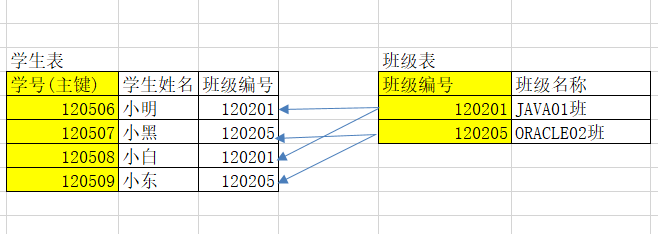 学生表 班级表
学号(主键) 学生姓名 班级编号 班级编号 班级名称
120506 小明 120201 120201 JAVA01班
120507 小黑 120205 120205 ORACLE02班
120508 小白 120201
120509 小东 120205